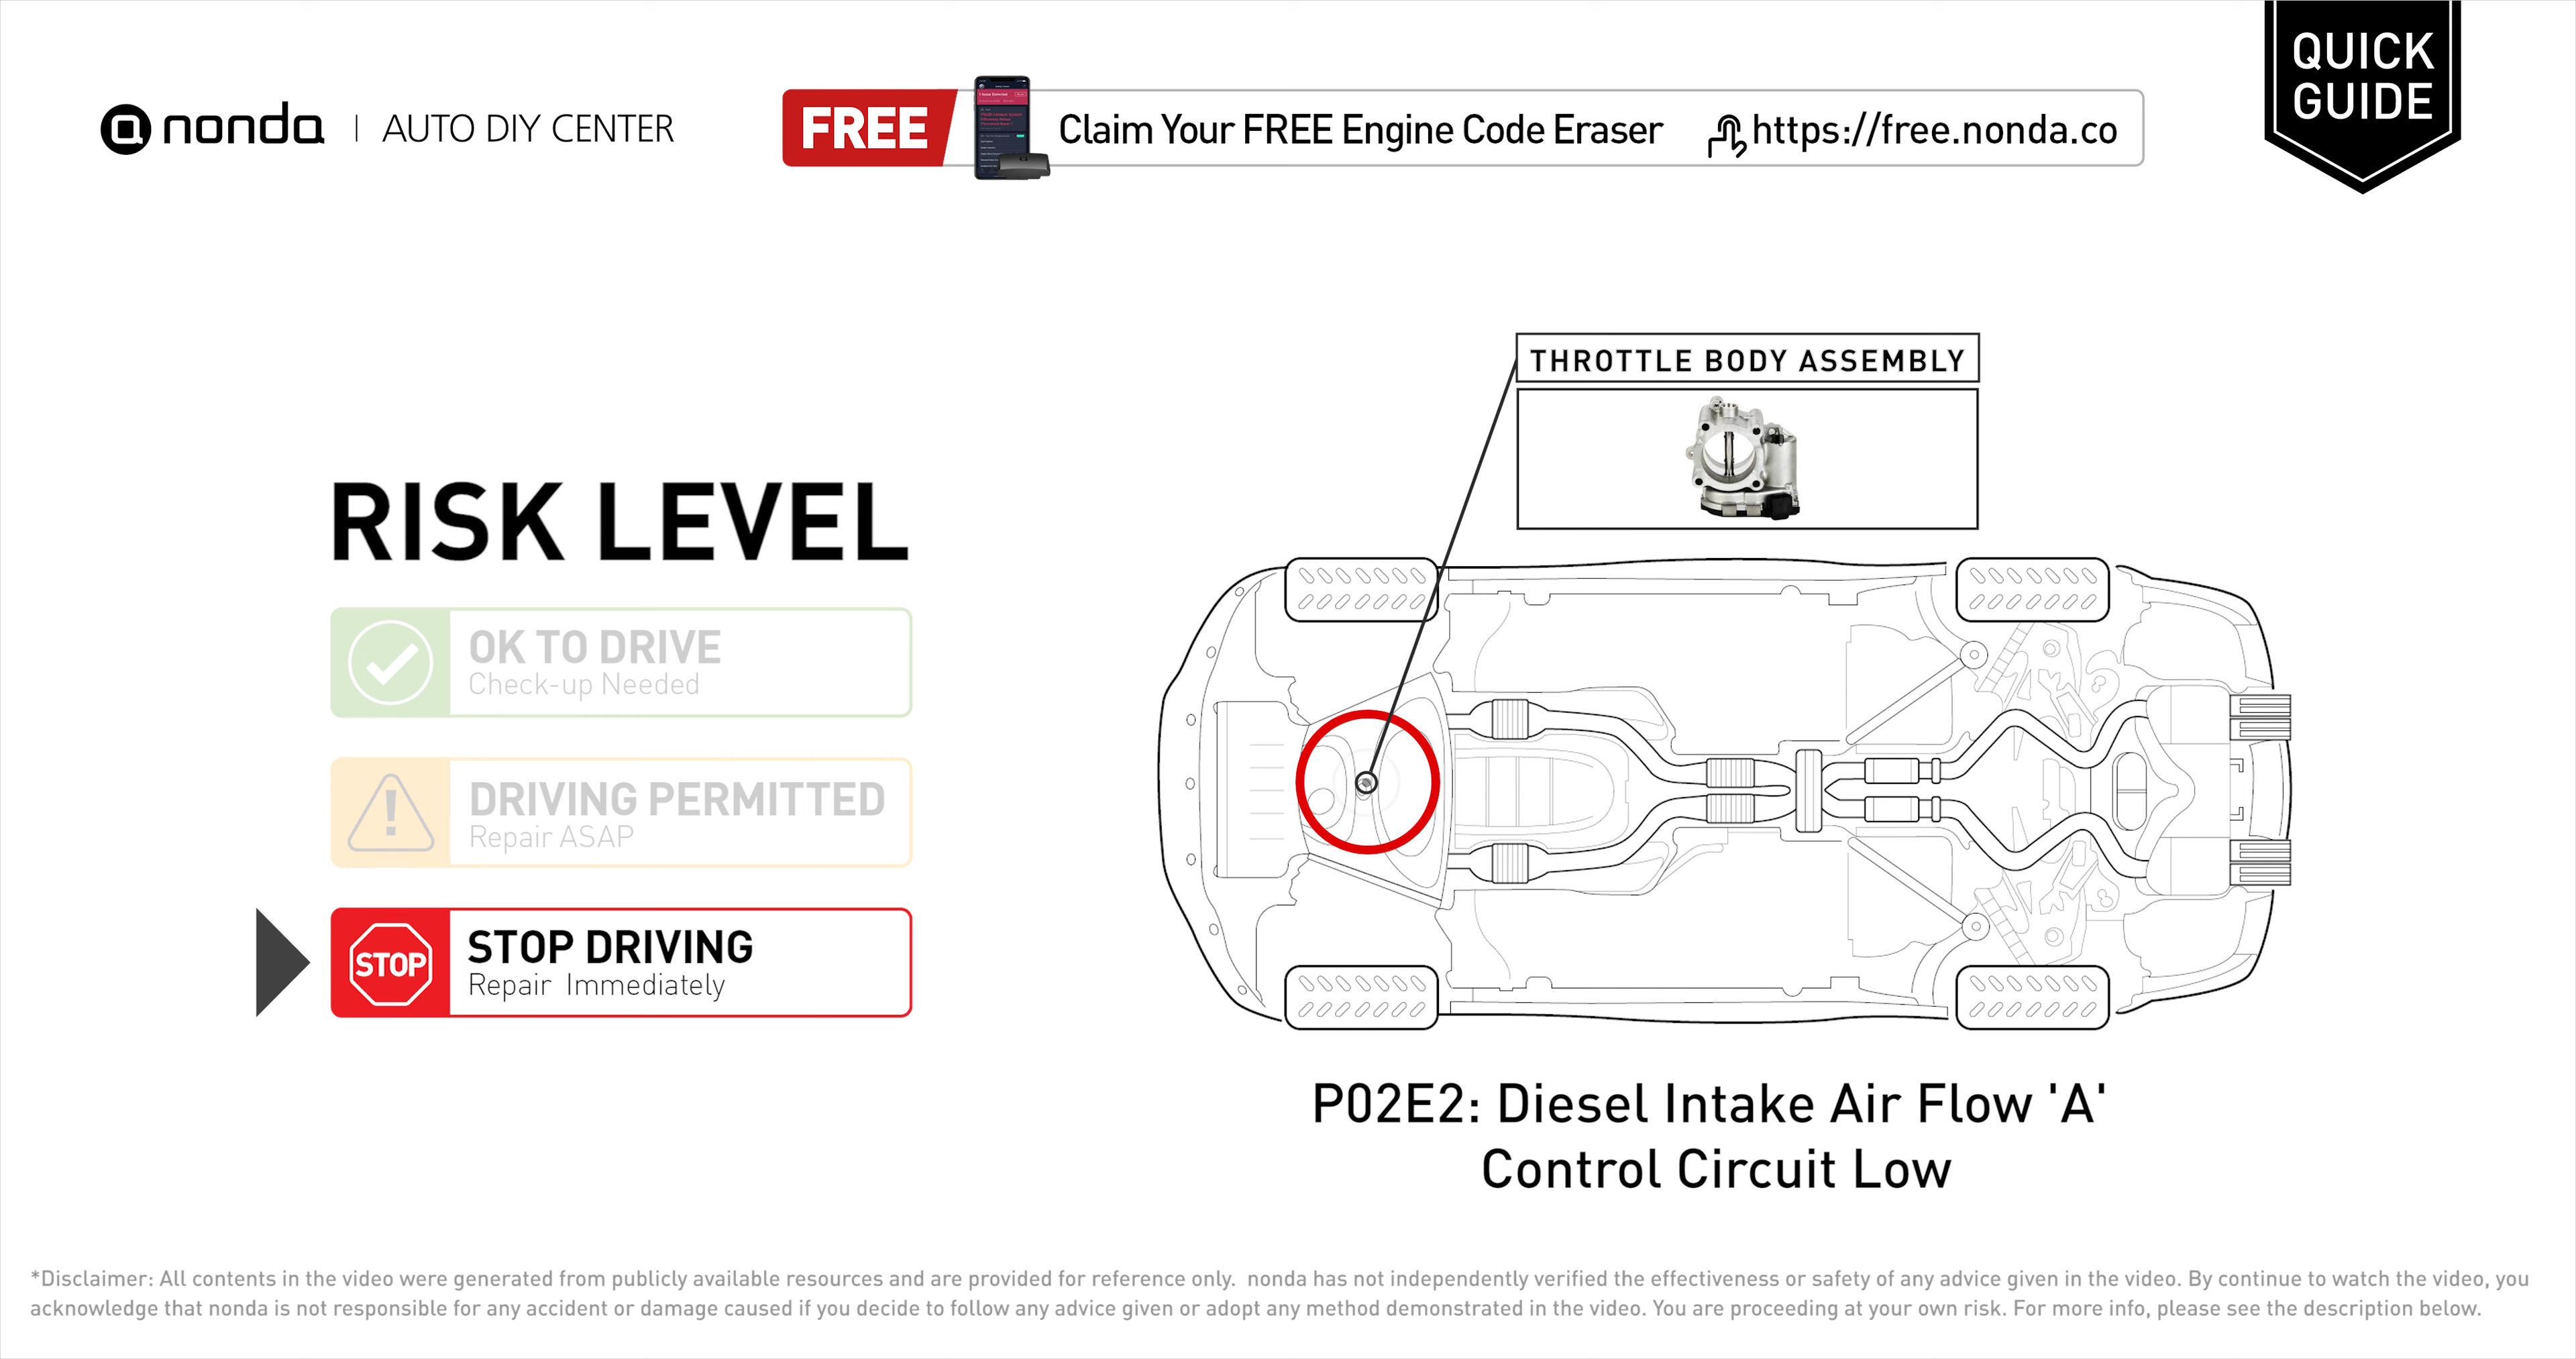 nonda | AUTO DIY CENTER
FREE
Claim Your FREE Engine Code Eraser
https://free.nonda.co
QUICK
GUIDE
THROTTLE BODY ASSEMBLY
RISK LEVEL
OK TO DRIVE
Check-up Needed
DRIVING PERMITTED
Repair ASAP
STOP
STOP DRIVING
Repair Immediately
P02E2: Diesel Intake Air Flow 'A'
Control Circuit Low
*Disclaimer: All contents in the video were generated from publicly available resources and are provided for reference only. nonda has not independently verified the effectiveness or safety of any advice given in the video. By continue to watch the video, you
acknowledge that nonda is not responsible for any accident or damage caused if you decide to follow any advice given or adopt any method demonstrated in the video. You are proceeding at your own risk. For more info, please see the description below.